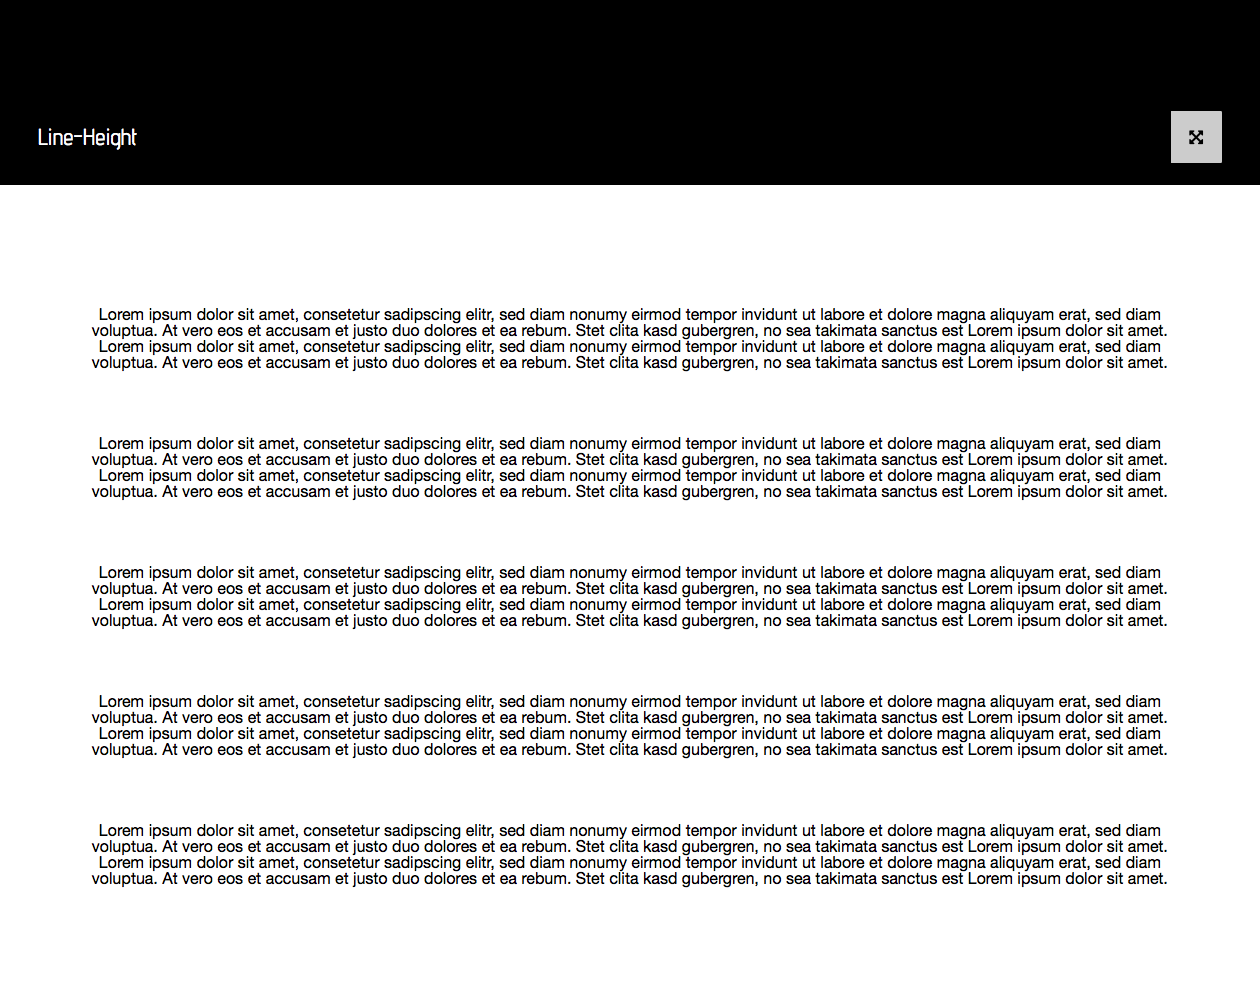 Line-Height
Lorem ipsum dolor sit amet, consetetur sadipscing elitr, sed diam nonumy eirmod tempor invidunt ut labore et dolore magna aliquyam erat, sed diam
voluptua. At vero eos et accusam et justo duo dolores et ea rebum. Stet clita kasd gubergren, no sea takimata sanctus est Lorem ipsum dolor sit amet.
Lorem ipsum dolor sit amet, consetetur sadipscing elitr, sed diam nonumy eirmod tempor invidunt ut labore et dolore magna aliquyam erat, sed diam
voluptua. At vero eos et accusam et justo duo dolores et ea rebum. Stet clita kasd gubergren, no sea takimata sanctus est Lorem ipsum dolor sit amet.
Lorem ipsum dolor sit amet, consetetur sadipscing elitr, sed diam nonumy eirmod tempor invidunt ut labore et dolore magna aliquyam erat, sed diam
voluptua. At vero eos et accusam et justo duo dolores et ea rebum. Stet clita kasd gubergren, no sea takimata sanctus est Lorem ipsum dolor sit amet.
Lorem ipsum dolor sit amet, consetetur sadipscing elitr, sed diam nonumy eirmod tempor invidunt ut labore et dolore magna aliquyam erat, sed diam
voluptua. At vero eos et accusam et justo duo dolores et ea rebum. Stet clita kasd gubergren, no sea takimata sanctus est Lorem ipsum dolor sit amet.
Lorem ipsum dolor sit amet, consetetur sadipscing elitr, sed diam nonumy eirmod tempor invidunt ut labore et dolore magna aliquyam erat, sed diam
voluptua. At vero eos et accusam et justo duo dolores et ea rebum. Stet clita kasd gubergren, no sea takimata sanctus est Lorem ipsum dolor sit amet.
Lorem ipsum dolor sit amet, consetetur sadipscing elitr, sed diam nonumy eirmod tempor invidunt ut labore et dolore magna aliquyam erat, sed diam
voluptua. At vero eos et accusam et justo duo dolores et ea rebum. Stet clita kasd gubergren, no sea takimata sanctus est Lorem ipsum dolor sit amet.
Lorem ipsum dolor sit amet, consetetur sadipscing elitr, sed diam nonumy eirmod tempor invidunt ut labore et dolore magna aliquyam erat, sed diam
voluptua. At vero eos et accusam et justo duo dolores et ea rebum. Stet clita kasd gubergren, no sea takimata sanctus est Lorem ipsum dolor sit amet.
Lorem ipsum dolor sit amet, consetetur sadipscing elitr, sed diam nonumy eirmod tempor invidunt ut labore et dolore magna aliquyam erat, sed diam
voluptua. At vero eos et accusam et justo duo dolores et ea rebum. Stet clita kasd gubergren, no sea takimata sanctus est Lorem ipsum dolor sit amet.
Lorem ipsum dolor sit amet, consetetur sadipscing elitr, sed diam nonumy eirmod tempor invidunt ut labore et dolore magna aliquyam erat, sed diam
voluptua. At vero eos et accusam et justo duo dolores et ea rebum. Stet clita kasd gubergren, no sea takimata sanctus est Lorem ipsum dolor sit amet.
Lorem ipsum dolor sit amet, consetetur sadipscing elitr, sed diam nonumy eirmod tempor invidunt ut labore et dolore magna aliquyam erat, sed diam
voluptua. At vero eos et accusam et justo duo dolores et ea rebum. Stet clita kasd gubergren, no sea takimata sanctus est Lorem ipsum dolor sit amet.